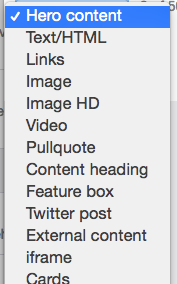 Hero content
Text/HTML
Links
Image
Image HD
Video
Pullquote
Content heading
Feature box
Twitter post
External content
iframe
Cards